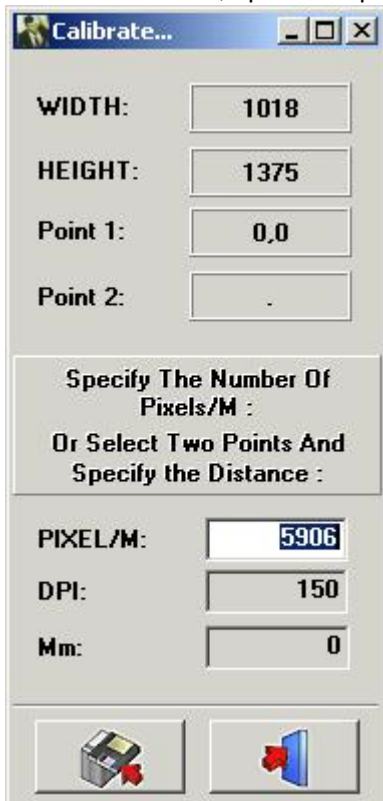 Calibrate...
WIDTH: 1018
HEIGHT: 1375
Point 1: 0,0
Point 2: .
Specify The Number Of
Pixels/M :
Or Select Two Points And
Specify the Distance :
PIXEL/M: 5906
DPI: 150
Mm: 0